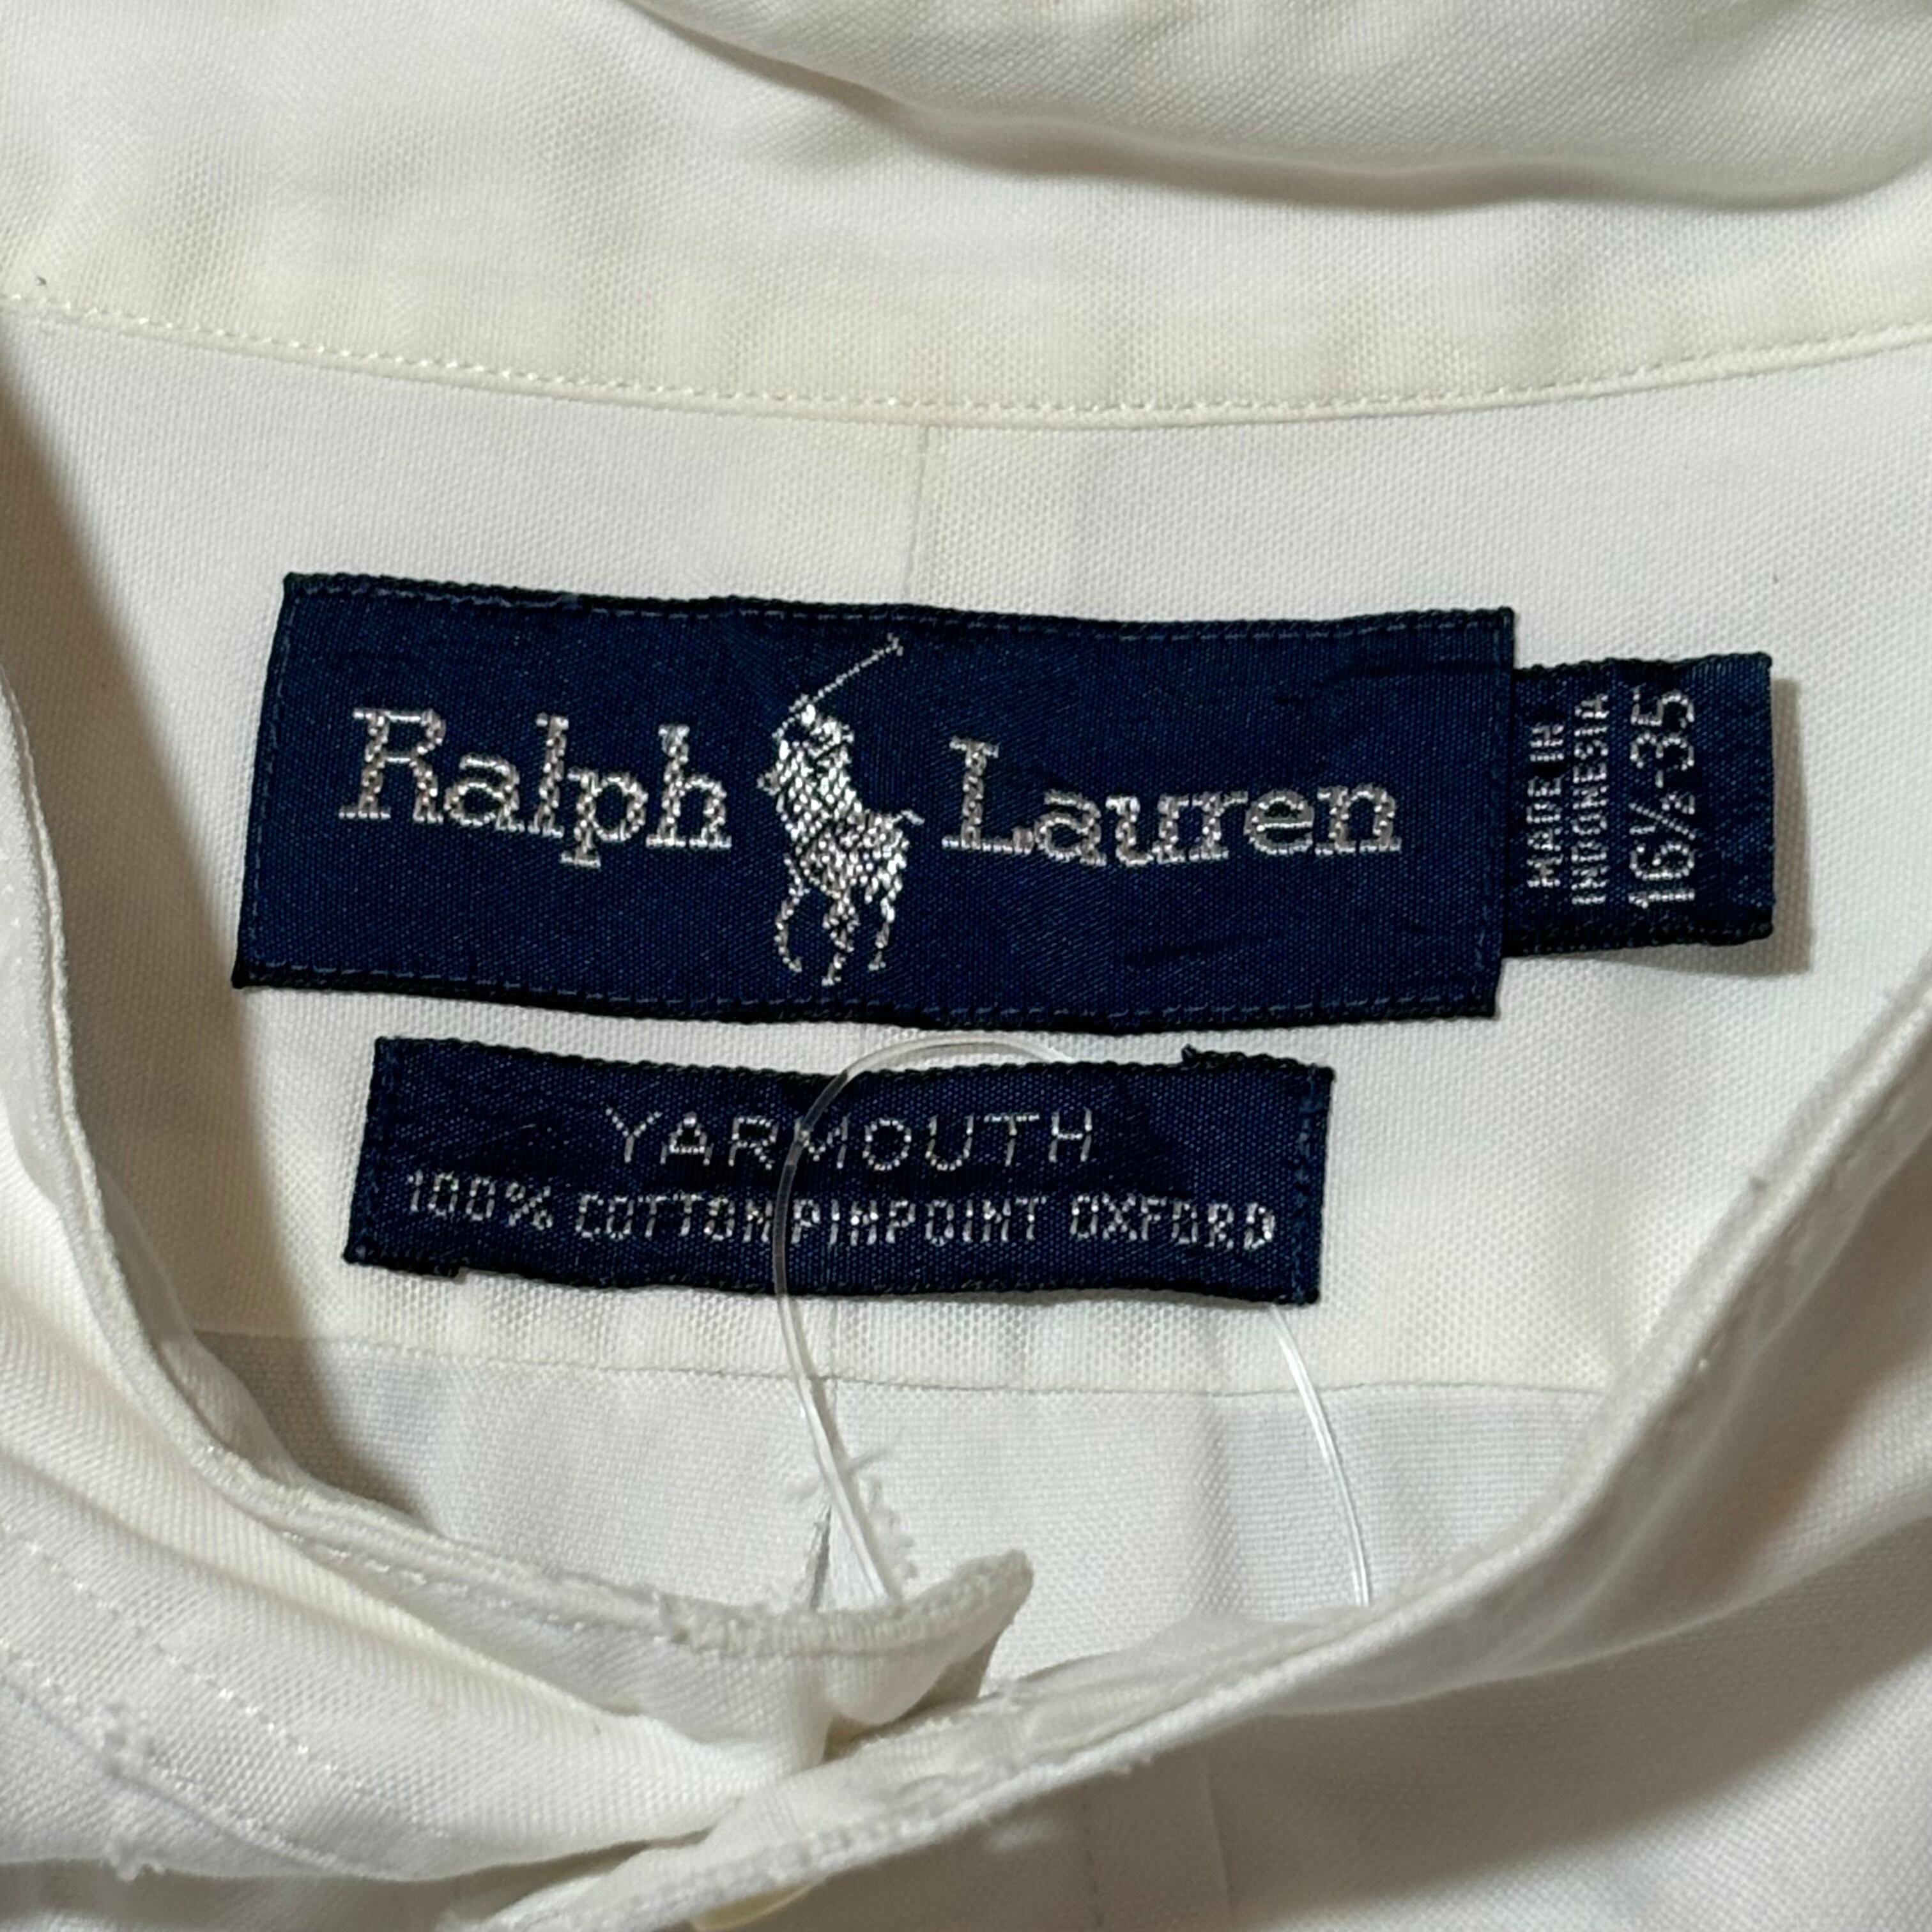 Ralph Lauren
MADE IN
INDONESIA
16½-35
YARMOUTH
100% COTTON PINPOINT OXFORD